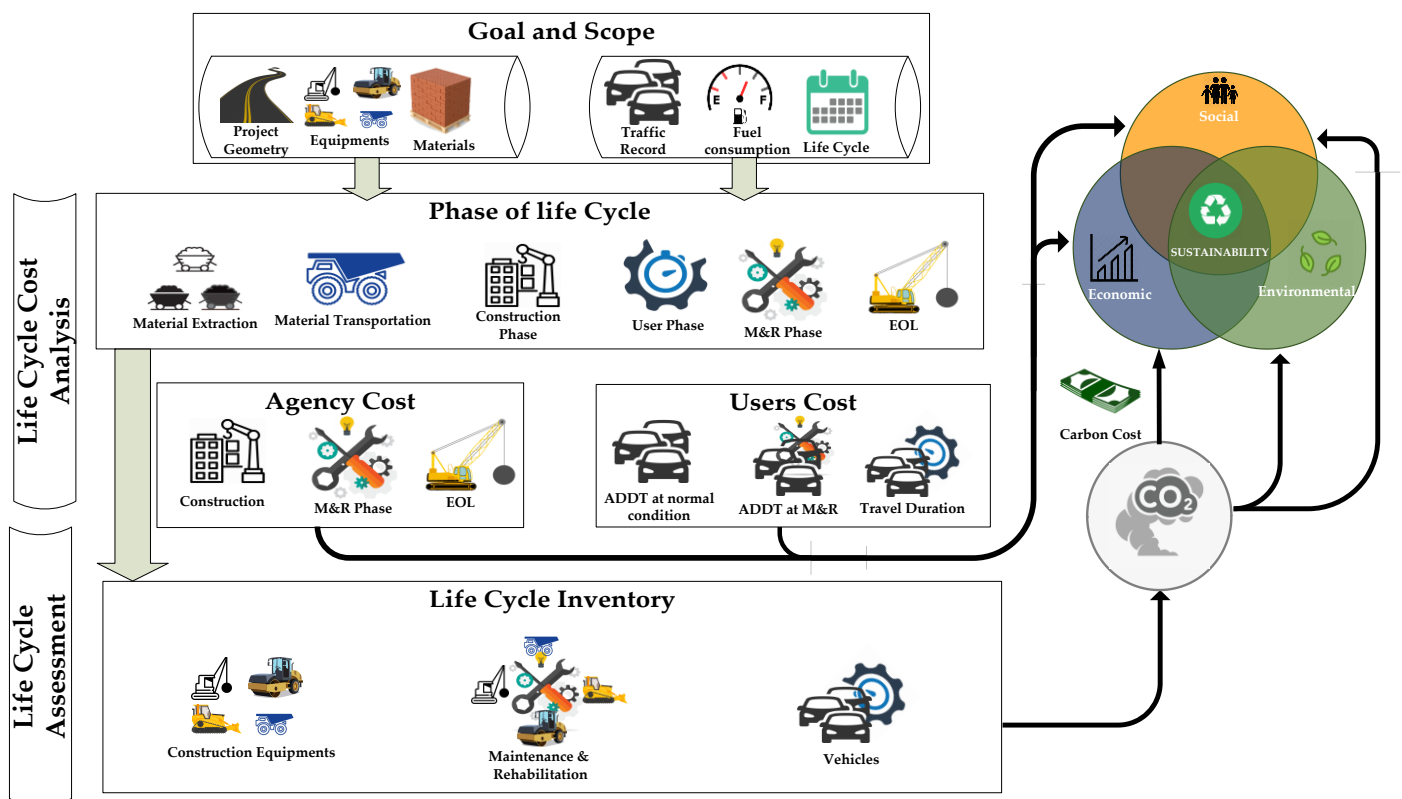 Goal and Scope
Project
Geometry
Equipments
Materials
Traffic
Record
E
F
Fuel
consumption
Life Cycle
Life Cycle Cost
Analysis
Phase of life Cycle
Material Extraction
Material Transportation
Construction
Phase
User Phase
M&R Phase
EOL
Agency Cost
Construction
M&R Phase
EOL
Users Cost
ADDT at normal
condition
ADDT at M&R
Travel Duration
Life Cycle
Assessment
Life Cycle Inventory
Construction Equipments
Maintenance &
Rehabilitation
Vehicles
Social
SUSTAINABILITY
Economic
Environmental
Carbon Cost
CO2